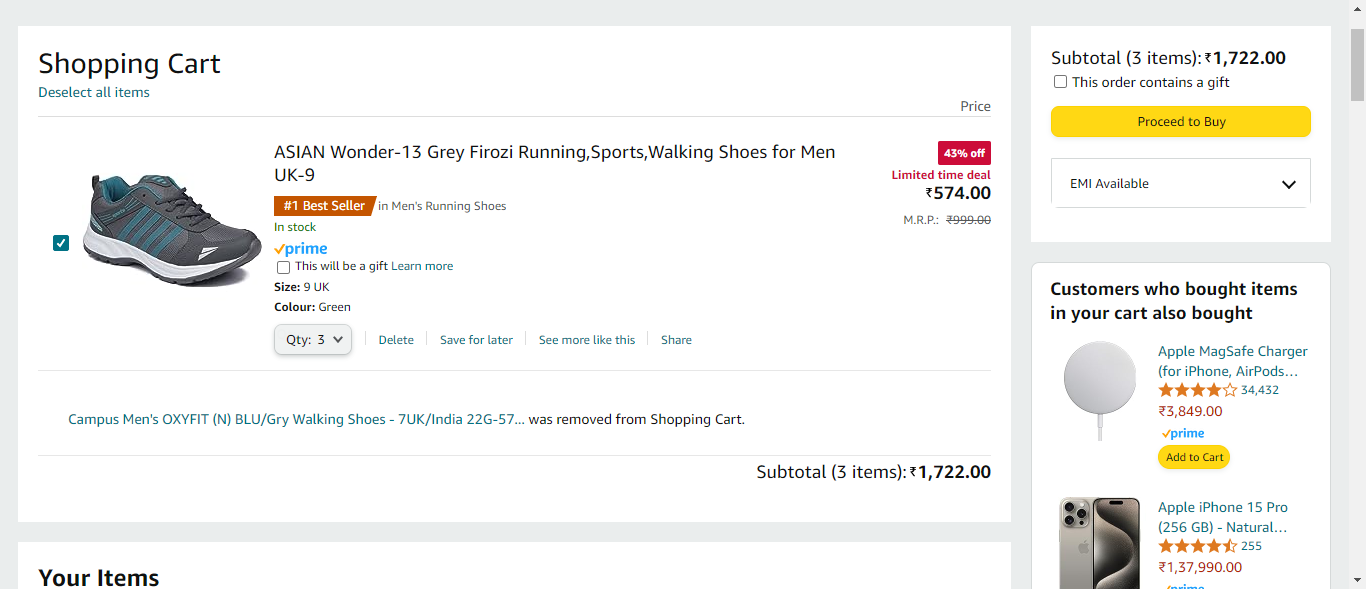 Shopping Cart
Deselect all items
Price
ASIAN Wonder-13 Grey Firozi Running,Sports,Walking Shoes for Men
UK-9
43% off
Limited time deal
₹574.00
M.R.P.: ₹999.00
#1 Best Seller in Men's Running Shoes
In stock
prime
This will be a gift Learn more
Size: 9 UK
Colour: Green
Qty: 3
Delete
Save for later
See more like this
Share
Campus Men's OXYFIT (N) BLU/Gry Walking Shoes - 7UK/India 22G-57... was removed from Shopping Cart.
Subtotal (3 items): ₹1,722.00
Your Items
Subtotal (3 items): ₹1,722.00
This order contains a gift
Proceed to Buy
EMI Available
Customers who bought items
in your cart also bought
Apple MagSafe Charger
(for iPhone, AirPods…
34,432
₹3,849.00
prime
Add to Cart
Apple iPhone 15 Pro
(256 GB) - Natural…
255
₹1,37,990.00
prime